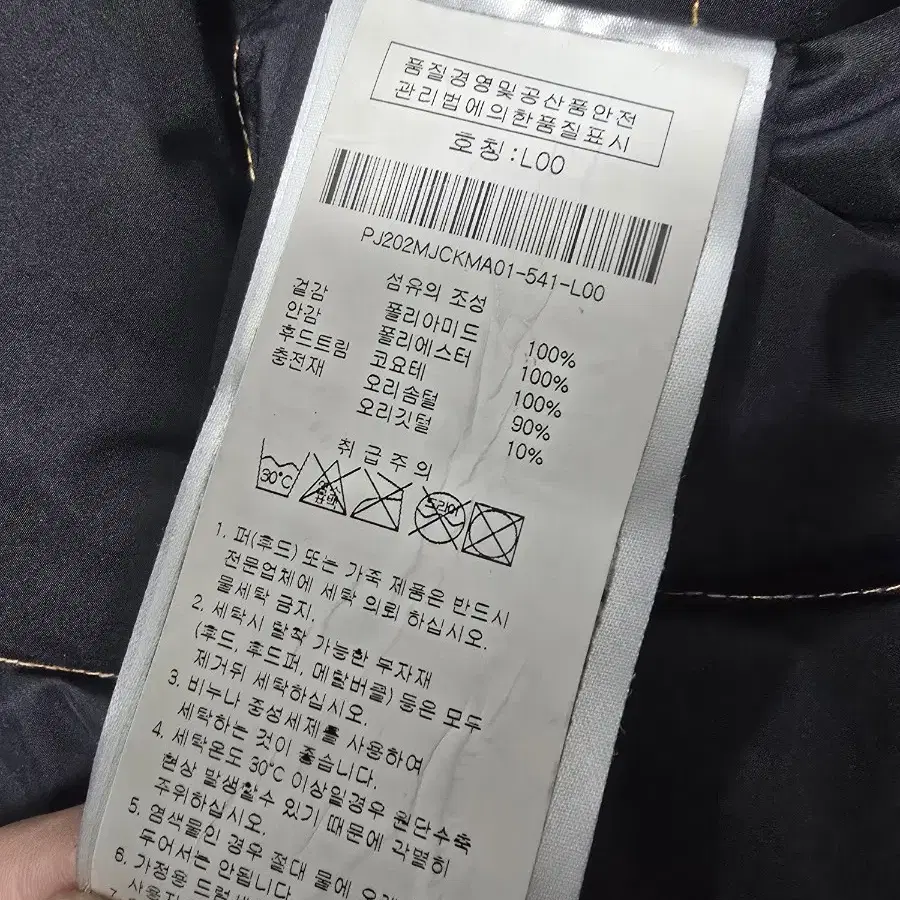 품질경영및공산품안전
관리법에의한품질표시
호칭:L00
PJ202MJCKMA01-541-L00
섬유의 조성
겉감 폴리아미드 100%
안감 폴리에스터 100%
후드트림 코요테 100%
충전재 오리솜털 90%
오리깃털 10%
취급주의
30℃ 염소표백 드라이
1. 퍼(후드) 또는 가죽 제품은 반드시
전문업체에 세탁 의뢰 하십시오.
물세탁 금지.
2. 세탁시 탈착 가능한 부자재
(후드, 후드퍼, 메탈버클) 등은 모두
제거뒤 세탁하십시오.
3. 비누나 중성세제를 사용하여
세탁하는 것이 좋습니다.
4. 세탁온도 30℃ 이상일경우 원단수축
현상 발생할수 있기 때문에 각별히
주위하십시오.
5. 염색물인 경우 절대 물에
두어서는 안됩니다.
6. 가정용
7.